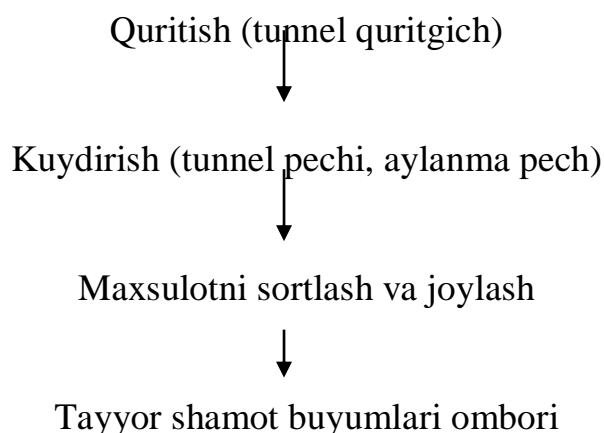 Quritish (tunnel quritgich)
Kuydirish (tunnel pechi, aylanma pech)
Maxsulotni sortlash va joylash
Tayyor shamot buyumlari ombori